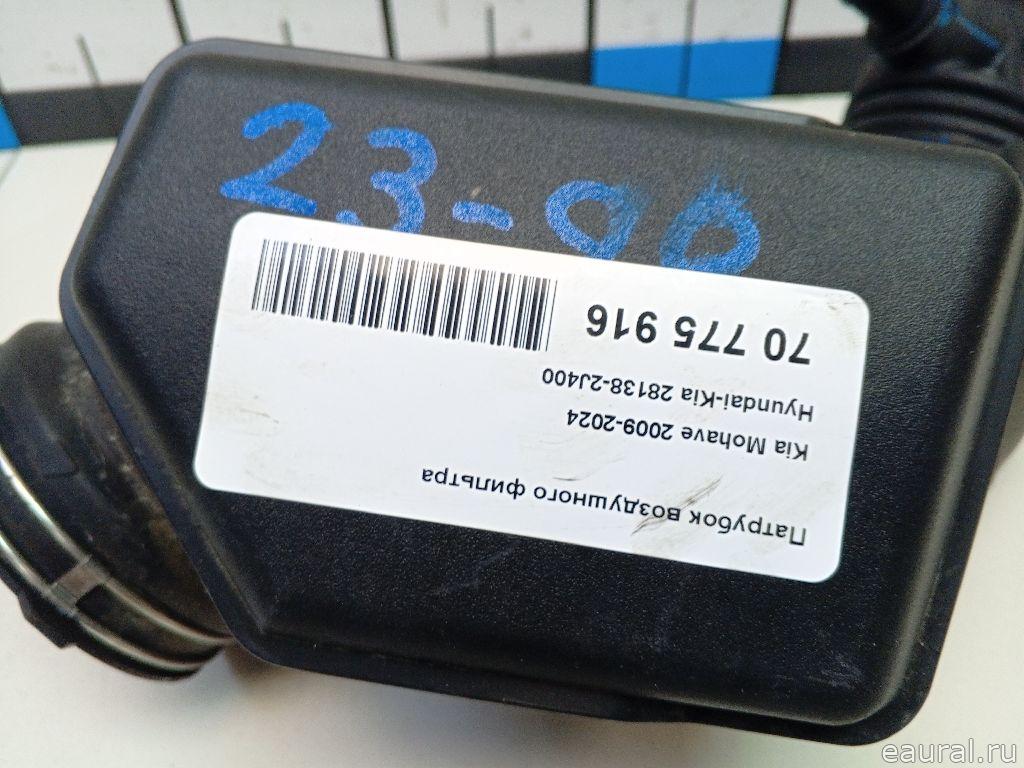 23-00
Патрубок воздушного фильтра
Kia Mohave 2009-2024
Hyundai-Kia 28138-2J400
70 775 916
eaural.ru